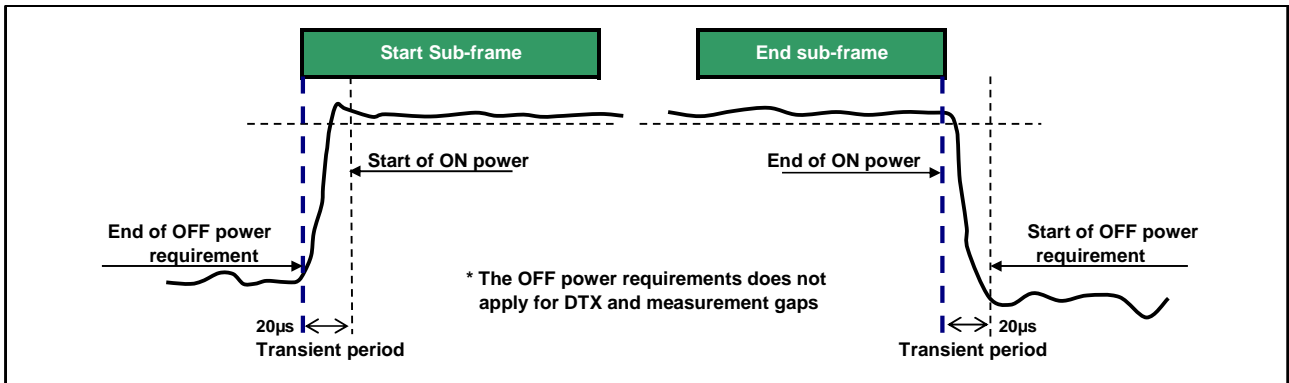 Start Sub-frame
End sub-frame
Start of ON power
End of ON power
End of OFF power
requirement
Start of OFF power
requirement
* The OFF power requirements does not
apply for DTX and measurement gaps
20µs
Transient period
20µs
Transient period